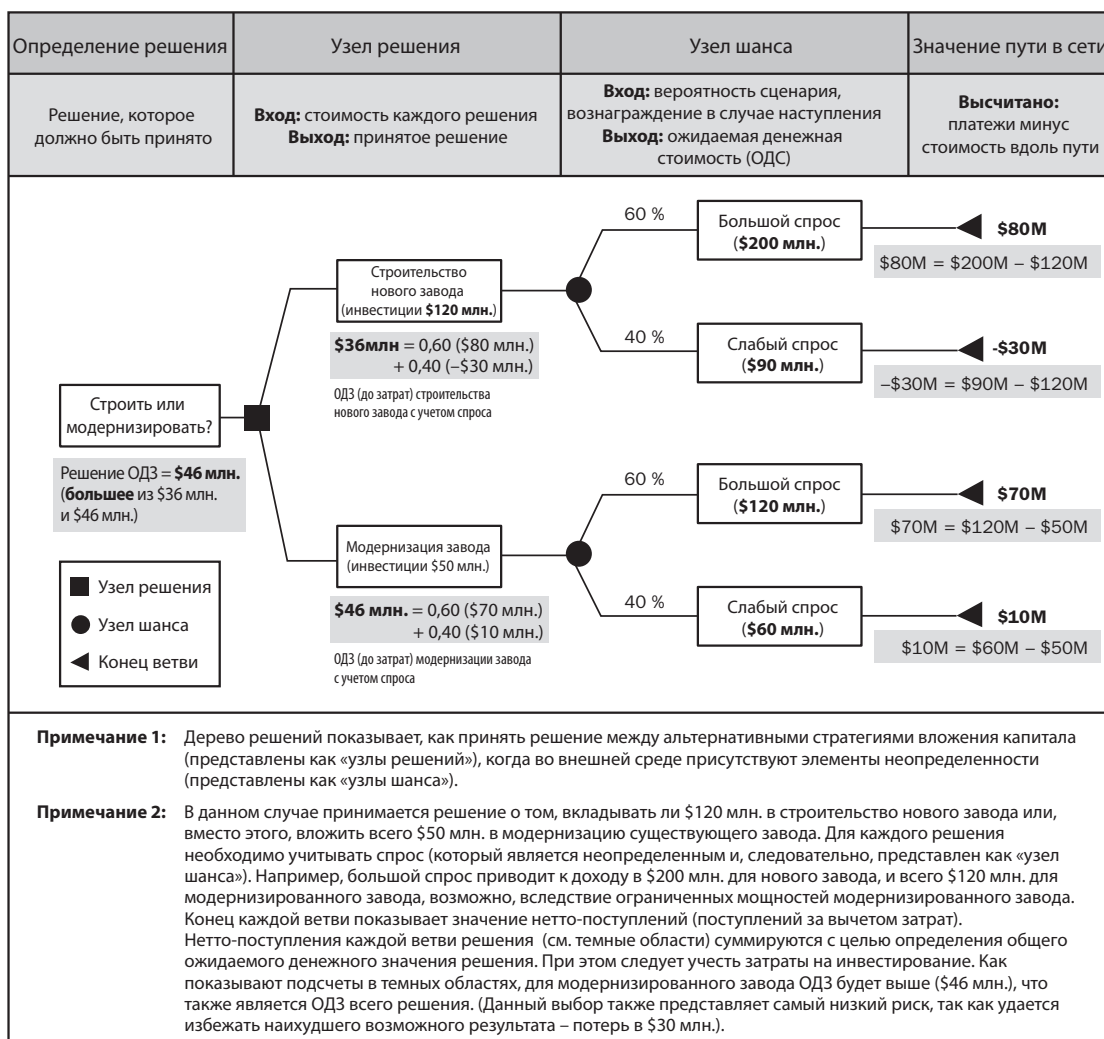 Определение решения
Узел решения
Узел шанса
Значение пути в сети
Решение, которое
должно быть принято
Вход: стоимость каждого решения
Выход: принятое решение
Вход: вероятность сценария,
вознаграждение в случае наступления
Выход: ожидаемая денежная
стоимость (ОДС)
Высчитано:
платежи минус
стоимость вдоль пути
Строить или
модернизировать?
Решение ОДЗ = $46 млн.
(большее из $36 млн.
и $46 млн.)
Строительство
нового завода
(инвестиции $120 млн.)
$36млн = 0,60 ($80 млн.)
+ 0,40 (–$30 млн.)
ОДЗ (до затрат) строительства
нового завода с учетом спроса
60 %
Большой спрос
($200 млн.)
$80M
$80M = $200M – $120M
40 %
Слабый спрос
($90 млн.)
-$30M
–$30M = $90M – $120M
Модернизация завода
(инвестиции $50 млн.)
$46 млн. = 0,60 ($70 млн.)
+ 0,40 ($10 млн.)
ОДЗ (до затрат) модернизации завода
с учетом спроса
60 %
Большой спрос
($120 млн.)
$70M
$70M = $120M – $50M
40 %
Слабый спрос
($60 млн.)
$10M
$10M = $60M – $50M
Узел решения
Узел шанса
Конец ветви
Примечание 1: Дерево решений показывает, как принять решение между альтернативными стратегиями вложения капитала
(представлены как «узлы решений»), когда во внешней среде присутствуют элементы неопределенности
(представлены как «узлы шанса»).
Примечание 2: В данном случае принимается решение о том, вкладывать ли $120 млн. в строительство нового завода или,
вместо этого, вложить всего $50 млн. в модернизацию существующего завода. Для каждого решения
необходимо учитывать спрос (который является неопределенным и, следовательно, представлен как «узел
шанса»). Например, большой спрос приводит к доходу в $200 млн. для нового завода, и всего $120 млн. для
модернизированного завода, возможно, вследствие ограниченных мощностей модернизированного завода.
Конец каждой ветви показывает значение нетто-поступлений (поступлений за вычетом затрат).
Нетто-поступления каждой ветви решения (см. темные области) суммируются с целью определения общего
ожидаемого денежного значения решения. При этом следует учесть затраты на инвестирование. Как
показывают подсчеты в темных областях, для модернизированного завода ОДЗ будет выше ($46 млн.), что
также является ОДЗ всего решения. (Данный выбор также представляет самый низкий риск, так как удается
избежать наихудшего возможного результата – потерь в $30 млн.).